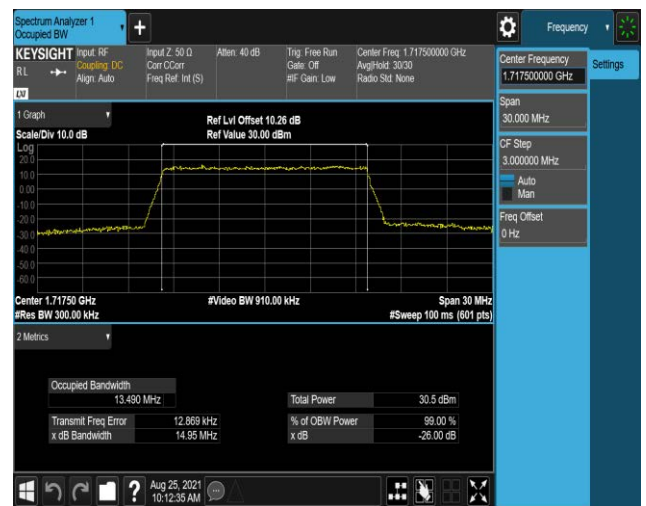 Spectrum Analyzer 1
Occupied BW
+
Frequency
KEYSIGHT
RL
LXI
Input: RF
Coupling: DC
Align: Auto
Input Z: 50 Ω
Corr CCorr
Freq Ref: Int (S)
Atten: 40 dB
Trig: Free Run
Gate: Off
#IF Gain: Low
Center Freq: 1.717500000 GHz
Avg|Hold: 30/30
Radio Std: None
Center Frequency
1.717500000 GHz
Settings
Span
30.000 MHz
CF Step
3.000000 MHz
Auto
Man
Freq Offset
0 Hz
1 Graph
Scale/Div 10.0 dB
Ref Lvl Offset 10.26 dB
Ref Value 30.00 dBm
Log
20.0
10.0
0.00
-10.0
-20.0
-30.0
-40.0
-50.0
-60.0
Center 1.71750 GHz
#Video BW 910.00 kHz
Span 30 MHz
#Res BW 300.00 kHz
#Sweep 100 ms (601 pts)
2 Metrics
Occupied Bandwidth
13.490 MHz
Total Power 30.5 dBm
Transmit Freq Error 12.869 kHz
% of OBW Power 99.00 %
x dB Bandwidth 14.95 MHz
x dB -26.00 dB
?
Aug 25, 2021
10:12:35 AM